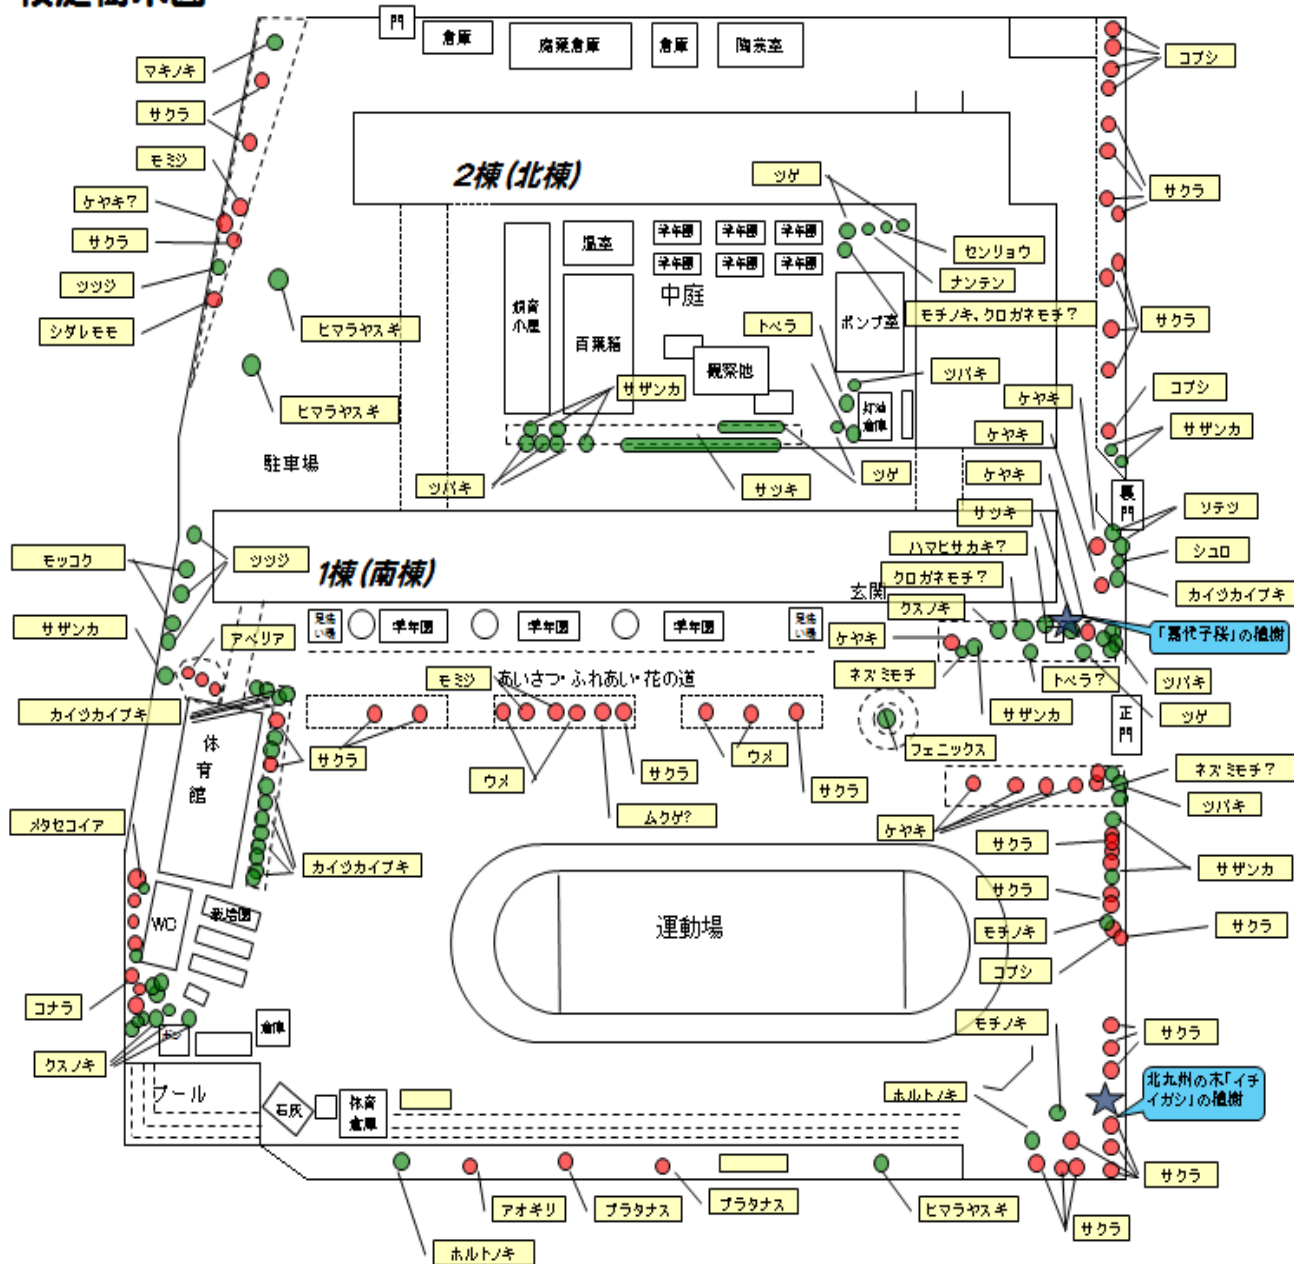 校庭樹木図
門
倉庫
廃棄倉庫
倉庫
陶芸室
コブシ
マキノキ
サクラ
モミジ
ケヤキ?
サクラ
ツツジ
シダレモモ
ヒマラヤスギ
ヒマラヤスギ
駐車場
2棟(北棟)
ツゲ
サクラ
温室
学年園
学年園
学年園
学年園
学年園
学年園
センリョウ
ナンテン
モチノキ、クロガネモチ?
飼育
小屋
百葉箱
中庭
トベラ
ポンプ室
サクラ
観察池
サザンカ
ツバキ
灯油
倉庫
ケヤキ
コブシ
ケヤキ
サザンカ
ツバキ
サツキ
ツゲ
ケヤキ
サツキ
裏
門
ソテツ
モッコク
ツツジ
1棟(南棟)
ハマヒサカキ?
シュロ
クロガネモチ?
カイヅカイブキ
玄関
クスノキ
足洗
い場
学年園
学年園
学年園
足洗
い場
サザンカ
アベリア
ケヤキ
「嘉代子桜」の植樹
ネズミモチ
トベラ?
ツバキ
モミジ
あいさつ・ふれあい・花の道
サザンカ
ツゲ
カイヅカイブキ
正
門
体
育
館
サクラ
ウメ
サクラ
ウメ
サクラ
フェニックス
ムクゲ?
ネズミモチ?
ツバキ
ケヤキ
メタセコイア
カイヅカイブキ
サクラ
サザンカ
サクラ
WC
栽培園
運動場
モチノキ
サクラ
コブシ
コナラ
倉庫
モチノキ
サクラ
クスノキ
プール
石灰
体育
倉庫
ホルトノキ
北九州の木「イチ
イガシ」の植樹
サクラ
アオギリ
プラタナス
プラタナス
ヒマラヤスギ
サクラ
ホルトノキ